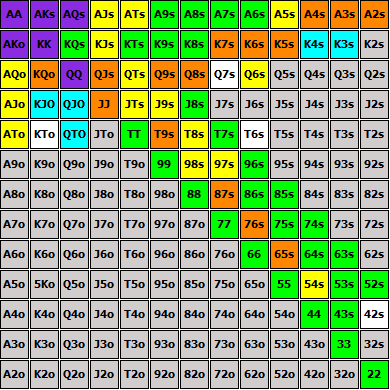 AA AKs AQs AJs ATs A9s A8s A7s A6s A5s A4s A3s A2s
AKo KK KQs KJs KTs K9s K8s K7s K6s K5s K4s K3s K2s
AQo KQo QQ QJs QTs Q9s Q8s Q7s Q6s Q5s Q4s Q3s Q2s
AJo KJO QJO JJ JTs J9s J8s J7s J6s J5s J4s J3s J2s
ATo KTo QTO JTo TT T9s T8s T7s T6s T5s T4s T3s T2s
A9o K9o Q9o J9o T9o 99 98s 97s 96s 95s 94s 93s 92s
A8o K8o Q8o J8o T8o 98o 88 87s 86s 85s 84s 83s 82s
A7o K7o Q7o J7o T7o 97o 87o 77 76s 75s 74s 73s 72s
A6o K6o Q6o J6o T6o 96o 86o 76o 66 65s 64s 63s 62s
A5o 5Ko Q5o J5o T5o 95o 85o 75o 65o 55 54s 53s 52s
A4o K4o Q4o J4o T4o 94o 84o 74o 64o 54o 44 43s 42s
A3o K3o Q3o J3o T3o 93o 83o 73o 63o 53o 43o 33 32s
A2o K2o Q2o J2o T2o 92o 82o 72o 62o 52o 42o 32o 22